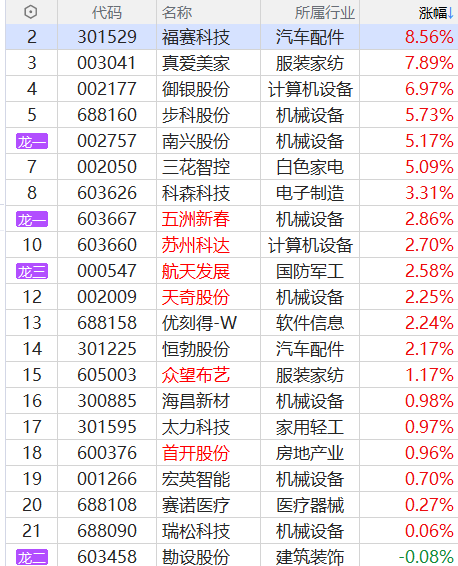 代码 名称 所属行业 涨幅↓
2 301529 福赛科技 汽车配件 8.56%
3 003041 真爱美家 服装家纺 7.89%
4 002177 御银股份 计算机设备 6.97%
5 688160 步科股份 机械设备 5.73%
龙一 002757 南兴股份 机械设备 5.17%
7 002050 三花智控 白色家电 5.09%
8 603626 科森科技 电子制造 3.31%
龙一 603667 五洲新春 机械设备 2.86%
10 603660 苏州科达 计算机设备 2.70%
龙三 000547 航天发展 国防军工 2.58%
12 002009 天奇股份 机械设备 2.25%
13 688158 优刻得-W 软件信息 2.24%
14 301225 恒勃股份 汽车配件 2.17%
15 605003 众望布艺 服装家纺 1.17%
16 300885 海昌新材 机械设备 0.98%
17 301595 太力科技 家用轻工 0.97%
18 600376 首开股份 房地产业 0.96%
19 001266 宏英智能 机械设备 0.70%
20 688108 赛诺医疗 医疗器械 0.27%
21 688090 瑞松科技 机械设备 0.06%
龙二 603458 勘设股份 建筑装饰 -0.08%